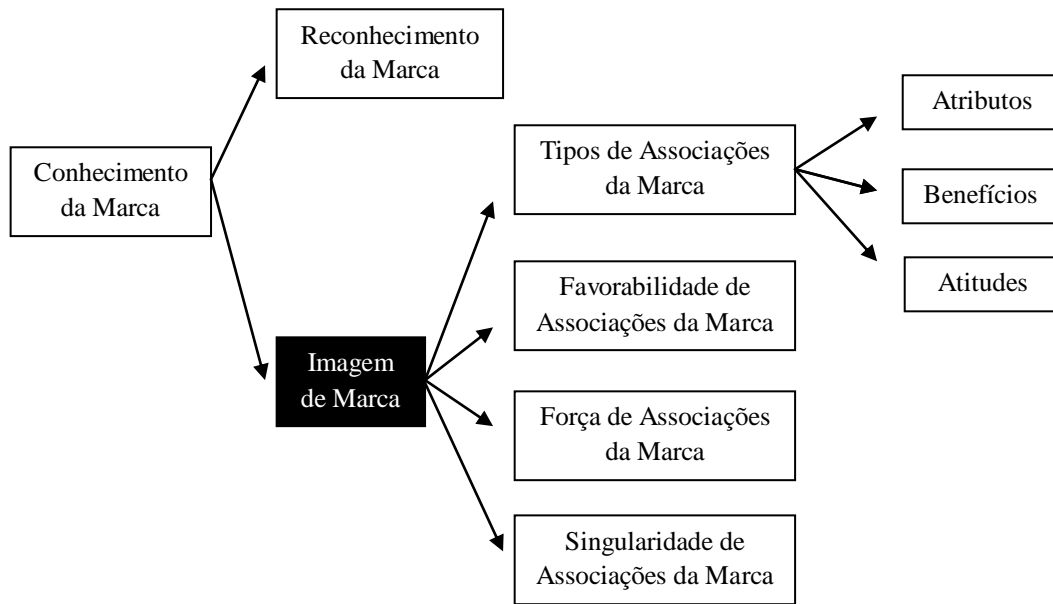 Reconhecimento
da Marca
Conhecimento
da Marca
Imagem
de Marca
Tipos de Associações
da Marca
Favorabilidade de
Associações da Marca
Força de Associações
da Marca
Singularidade de
Associações da Marca
Atributos
Benefícios
Atitudes